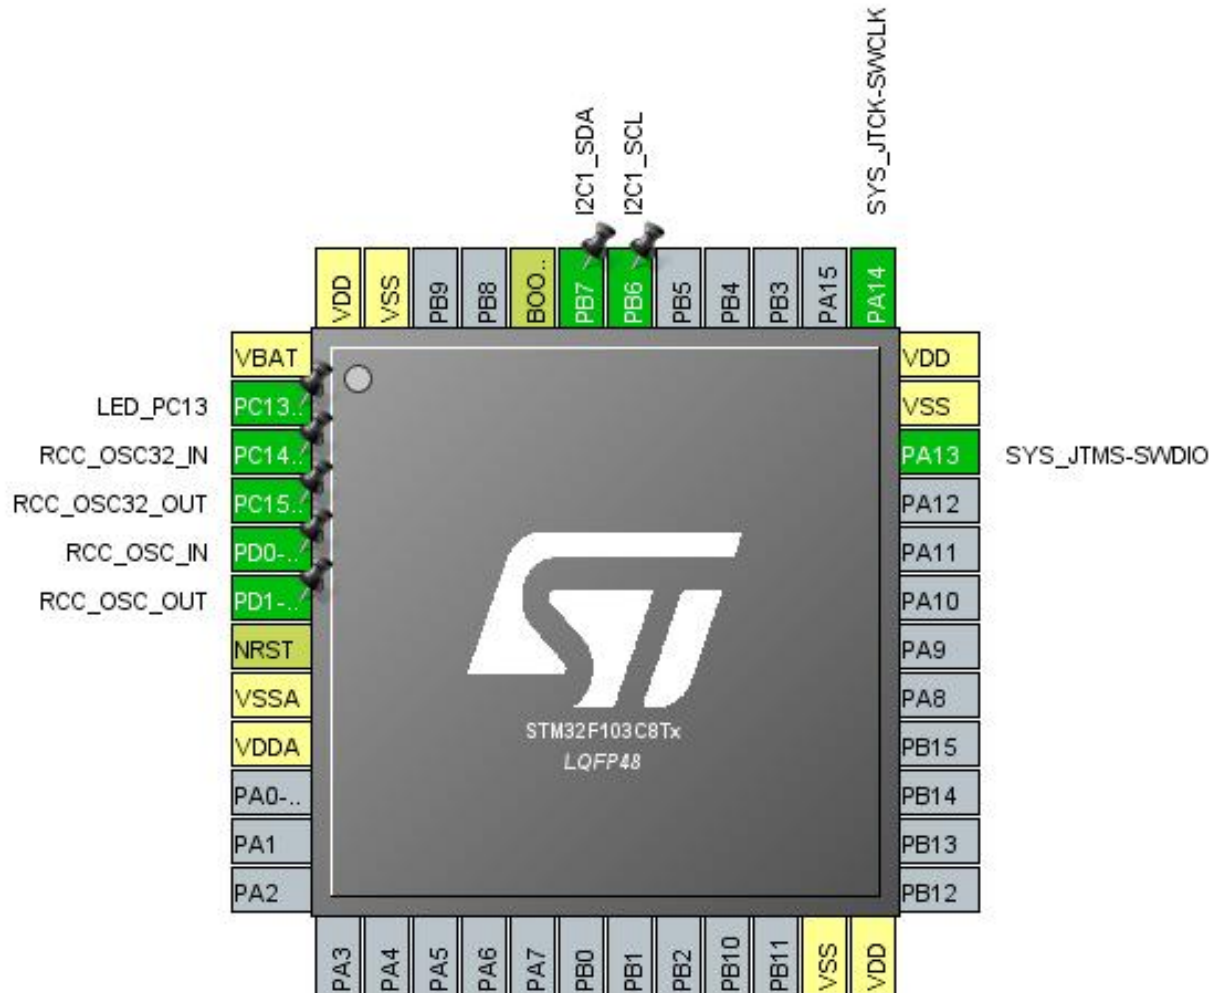 SYS_JTCK-SWCLK
I2C1_SDA
I2C1_SCL
VDD
VSS
PB9
PB8
BOO..
PB7
PB6
PB5
PB4
PB3
PA15
PA14
VBAT
VDD
LED_PC13
PC13..
VSS
RCC_OSC32_IN
PC14..
PA13
SYS_JTMS-SWDIO
RCC_OSC32_OUT
PC15..
PA12
RCC_OSC_IN
PD0-..
PA11
RCC_OSC_OUT
PD1-..
PA10
NRST
PA9
VSSA
PA8
VDDA
PB15
PA0-..
PB14
PA1
PB13
PA2
PB12
ST
STM32F103C8Tx
LQFP48
PA3
PA4
PA5
PA6
PA7
PB0
PB1
PB2
PB10
PB11
VSS
VDD